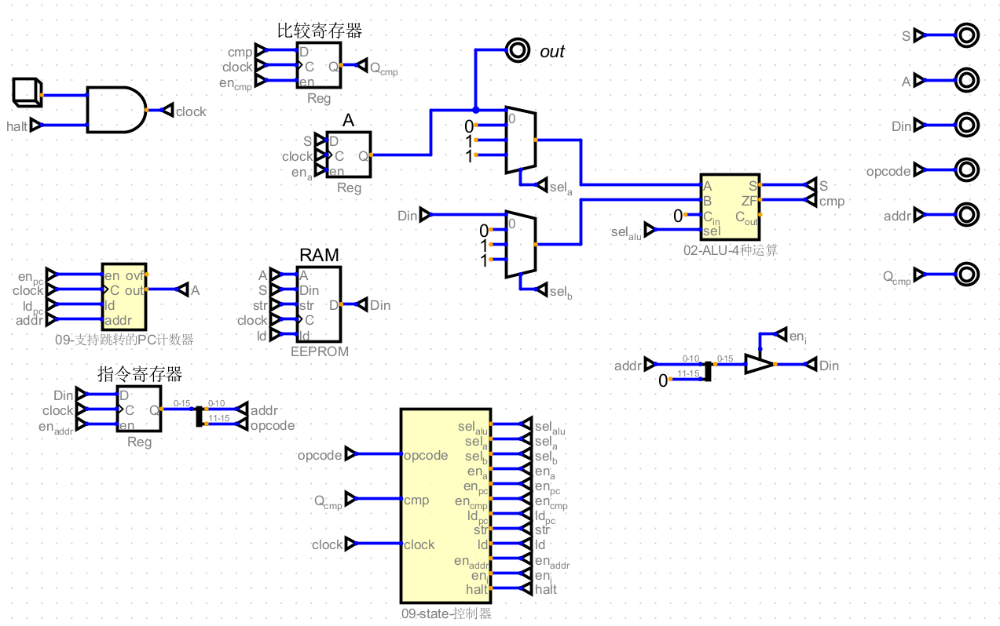 比较寄存器
cmp D
clock C Q Q_cmp
en_cmp en
Reg
out
S
A
Din
opcode
addr
Q_cmp
halt
clock
A
S D
clock C Q
en_a en
Reg
0
0
1
1
sel_a
Din
0
0
1
1
sel_b
A S S
B ZF cmp
0 C_in C_out
sel_alu sel
02-ALU-4种运算
en_pc en ovf
clock C out A
ld_pc ld
addr addr
09-支持跳转的PC计数器
RAM
A A
S Din
str str D Din
clock C
ld ld
EEPROM
en_i
addr 0-10 0-15 Din
0 11-15
指令寄存器
Din D
clock C Q 0-15 0-10 addr
en_addr en 11-15 opcode
Reg
sel_alu sel_alu
sel_a sel_a
opcode opcode sel_b sel_b
en_a en_a
en_pc en_pc
Q_cmp cmp en_cmp en_cmp
ld_pc ld_pc
str str
clock clock ld ld
en_addr en_addr
en_i en_i
halt halt
09-state-控制器